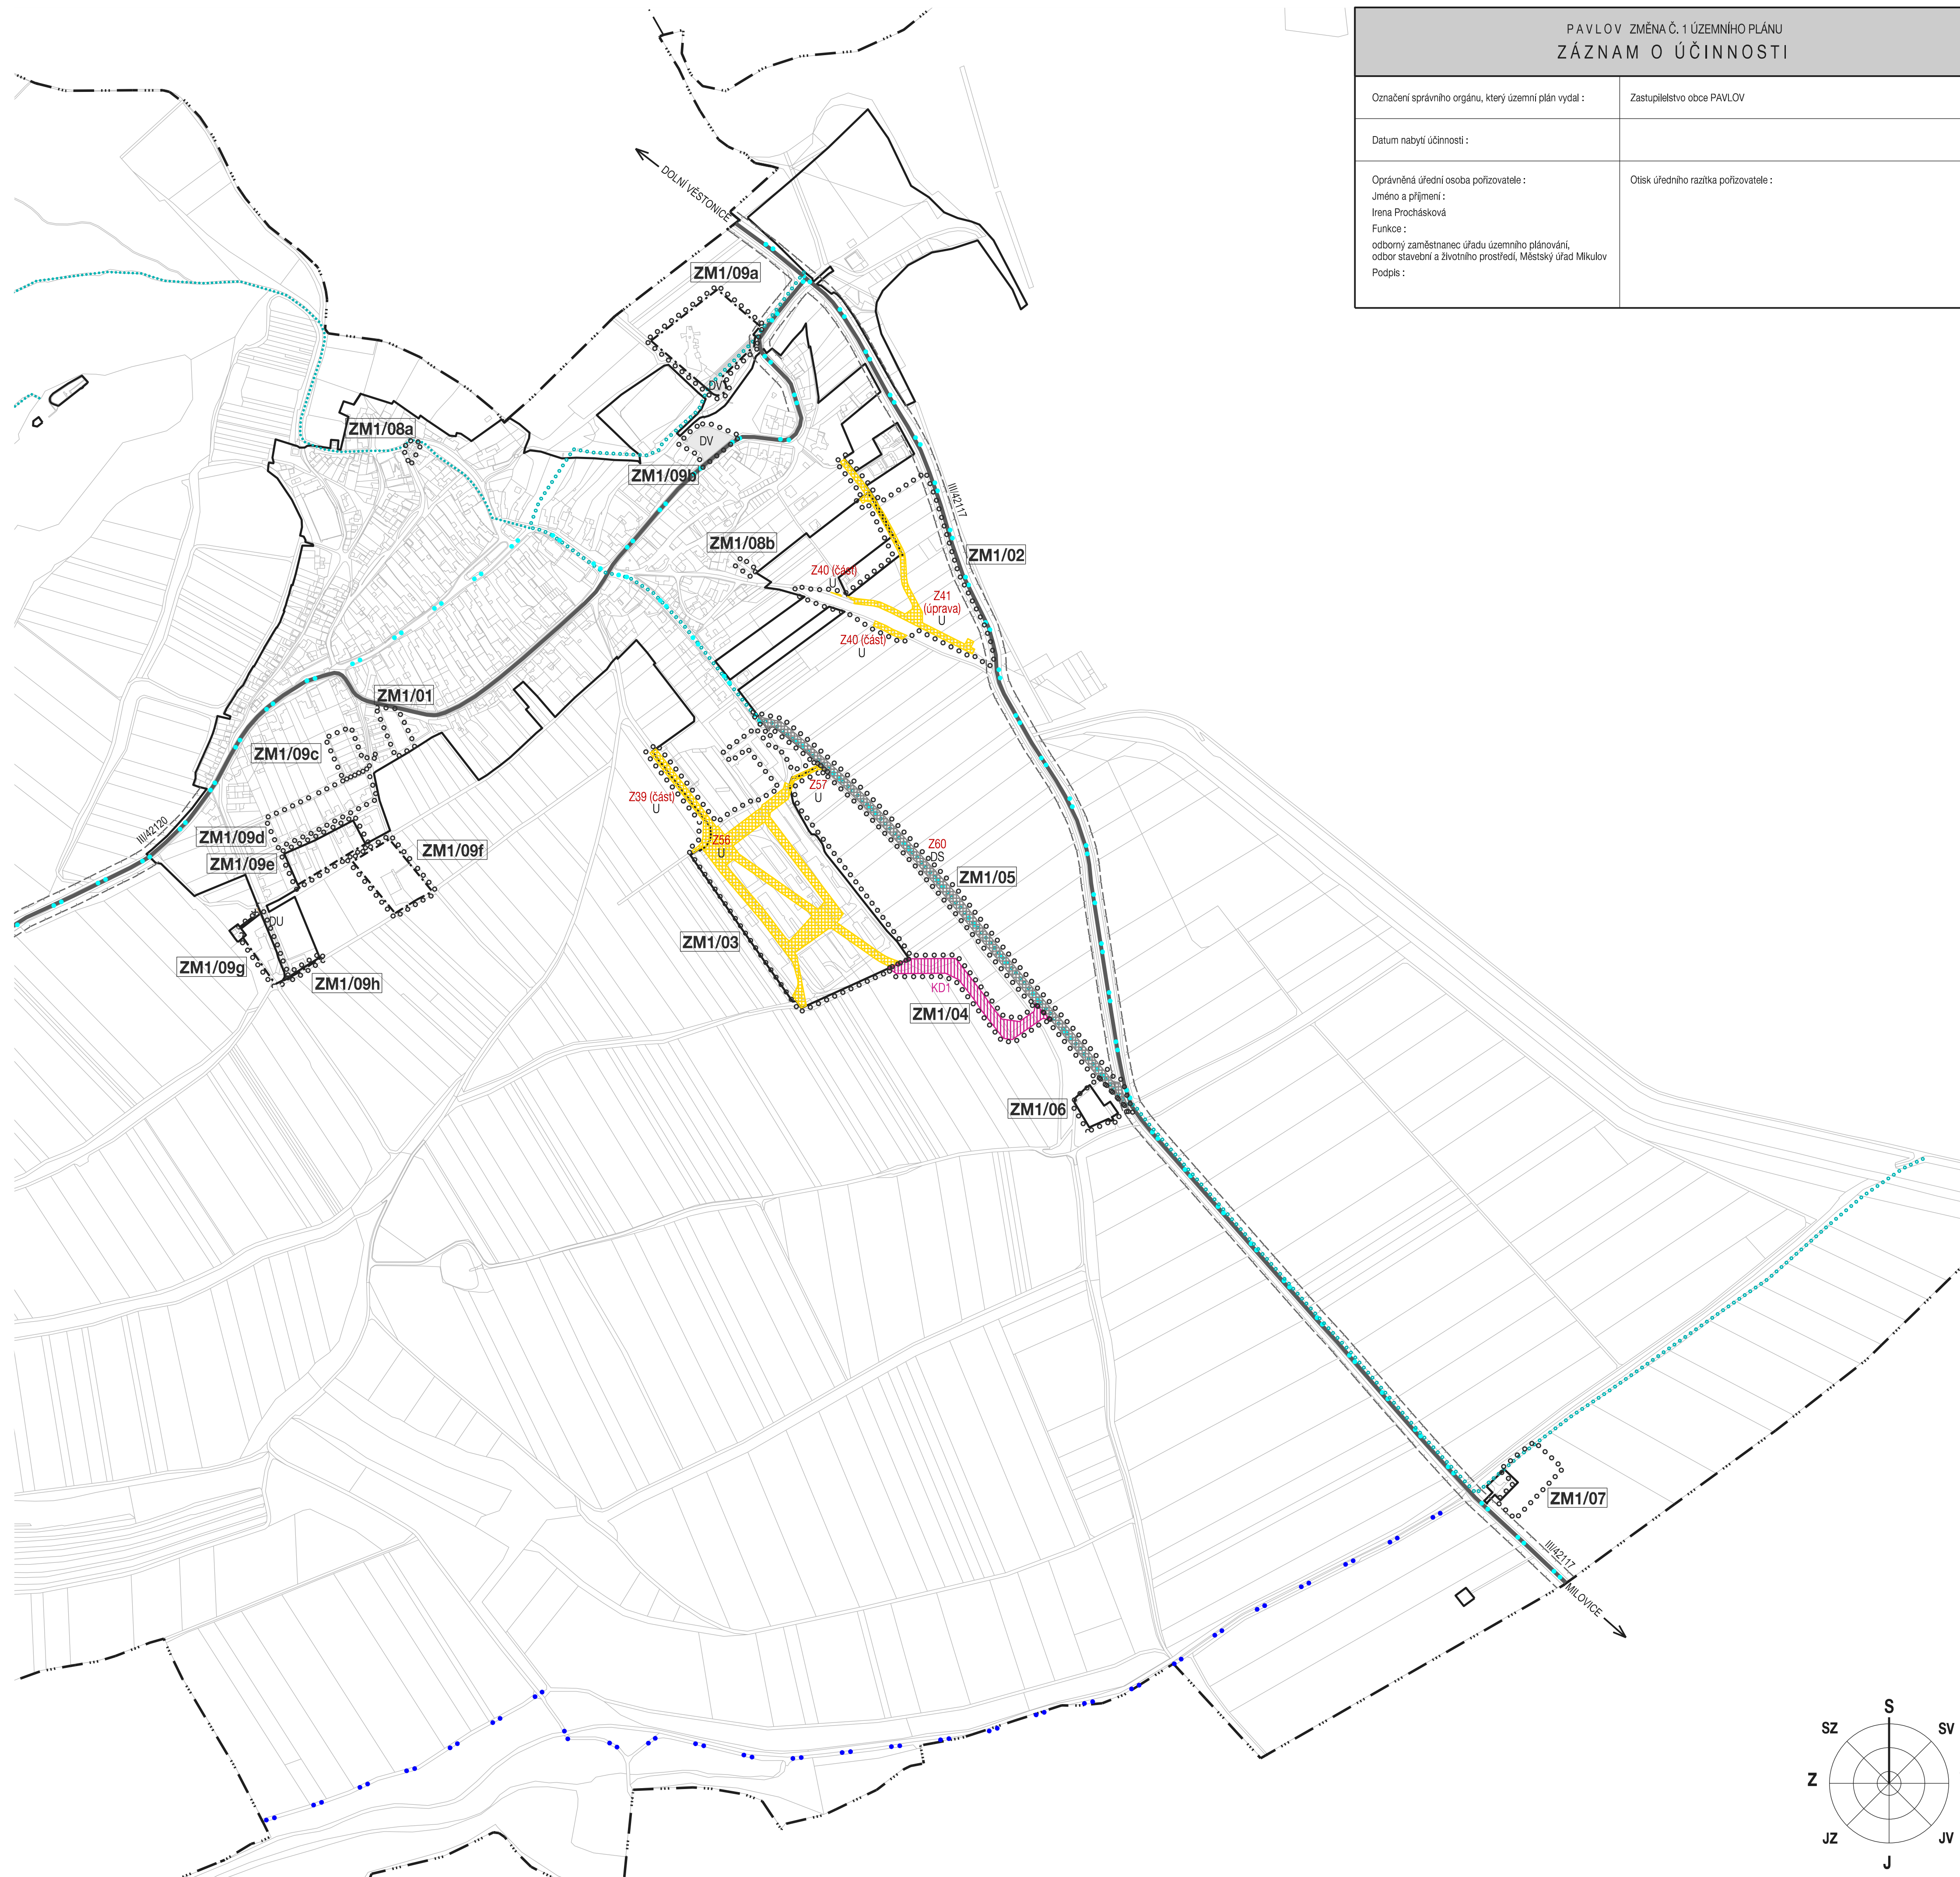 PAVLOV ZMĚNA Č. 1 ÚZEMNÍHO PLÁNU
ZÁZNAM O ÚČINNOSTI
Označení správního orgánu, který územní plán vydal :
Zastupilelstvo obce PAVLOV
Datum nabytí účinnosti :
Oprávněná úřední osoba pořizovatele :
Jméno a příjmení :
Irena Prochásková
Funkce :
odborný zaměstnanec úřadu územního plánování,
odbor stavební a životního prostředí, Městský úřad Mikulov
Podpis :
Otisk úředního razítka pořizovatele :
DOLNÍ VĚSTONICE
ZM1/09a
DV1
ZM1/08a
DV
ZM1/09b
III/42117
ZM1/08b
ZM1/02
Z40 (část)
U
Z41
(úprava)
U
Z40 (část)
U
ZM1/01
ZM1/09c
Z57
U
Z39 (část)
U
III/42120
ZM1/09d
Z56
U
Z60
DS
ZM1/09e
ZM1/09f
ZM1/05
DU
ZM1/03
ZM1/09g
ZM1/09h
KD1
ZM1/04
ZM1/06
ZM1/07
III/42117
MILOVICE
S
SZ
SV
Z
JZ
JV
J